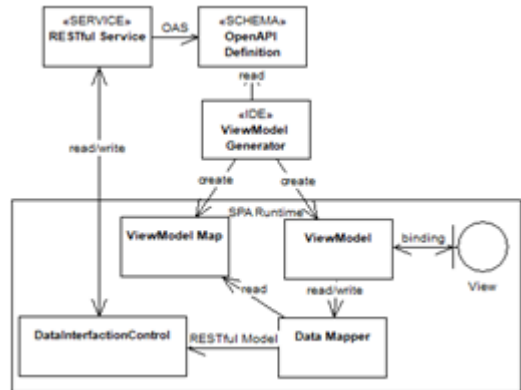 «SERVICE»
RESTful Service
OAS
«SCHEMA»
OpenAPI
Definition
read
«IDE»
ViewModel
Generator
read/write
create
create
SPA Runtime
ViewModel Map
ViewModel
binding
View
read
read/write
DataInterfactionControl
RESTful Model
Data Mapper